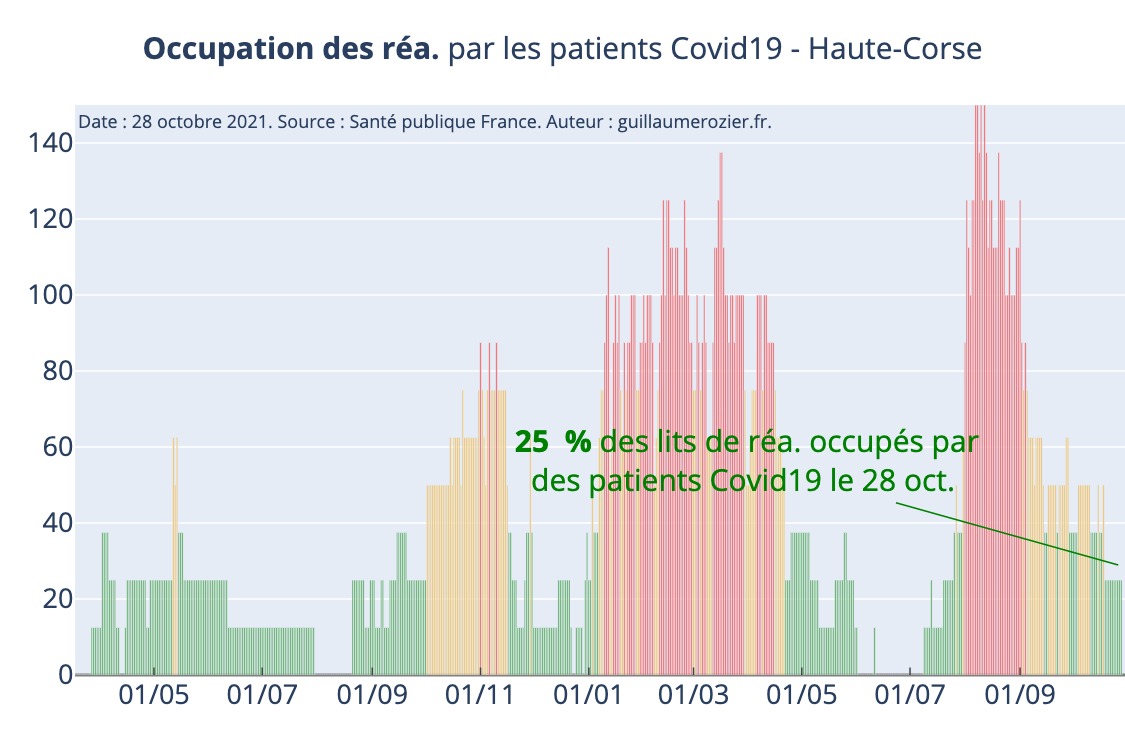 Occupation des réa. par les patients Covid19 - Haute-Corse
Date : 28 octobre 2021. Source : Santé publique France. Auteur : guillaumerozier.fr.
140
120
100
80
60
40
20
0
25  % des lits de réa. occupés par
des patients Covid19 le 28 oct.
01/05 01/07 01/09 01/11 01/01 01/03 01/05 01/07 01/09